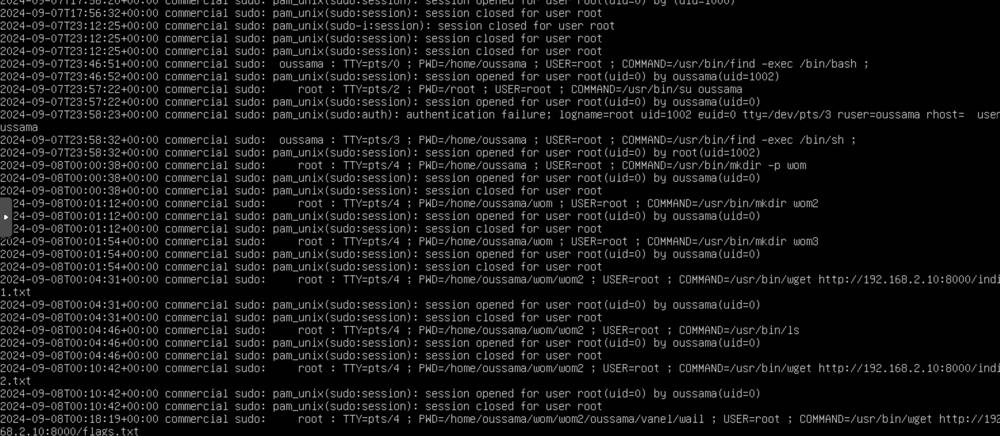 2024-09-07T17:56:20+00:00 commercial sudo: pam_unix(sudo:session): session opened for user root(uid=0) by (uid=1000)
2024-09-07T17:56:32+00:00 commercial sudo: pam_unix(sudo:session): session closed for user root
2024-09-07T23:12:25+00:00 commercial sudo: pam_unix(sudo-i:session): session closed for user root
2024-09-07T23:12:25+00:00 commercial sudo: pam_unix(sudo:session): session closed for user root
2024-09-07T23:12:25+00:00 commercial sudo: pam_unix(sudo:session): session closed for user root
2024-09-07T23:46:51+00:00 commercial sudo:  oussama : TTY=pts/0 ; PWD=/home/oussama ; USER=root ; COMMAND=/usr/bin/find -exec /bin/bash ;
2024-09-07T23:46:52+00:00 commercial sudo: pam_unix(sudo:session): session opened for user root(uid=0) by oussama(uid=1002)
2024-09-07T23:57:22+00:00 commercial sudo:     root : TTY=pts/2 ; PWD=/root ; USER=root ; COMMAND=/usr/bin/su oussama
2024-09-07T23:57:22+00:00 commercial sudo: pam_unix(sudo:session): session opened for user root(uid=0) by oussama(uid=0)
2024-09-07T23:58:23+00:00 commercial sudo: pam_unix(sudo:auth): authentication failure; logname=root uid=1002 euid=0 tty=/dev/pts/3 ruser=oussama rhost=  user
ussama
2024-09-07T23:58:32+00:00 commercial sudo:  oussama : TTY=pts/3 ; PWD=/home/oussama ; USER=root ; COMMAND=/usr/bin/find -exec /bin/sh ;
2024-09-07T23:58:32+00:00 commercial sudo: pam_unix(sudo:session): session opened for user root(uid=0) by root(uid=1002)
2024-09-08T00:00:38+00:00 commercial sudo:     root : TTY=pts/4 ; PWD=/home/oussama ; USER=root ; COMMAND=/usr/bin/mkdir -p wom
2024-09-08T00:00:38+00:00 commercial sudo: pam_unix(sudo:session): session opened for user root(uid=0) by oussama(uid=0)
2024-09-08T00:00:38+00:00 commercial sudo: pam_unix(sudo:session): session closed for user root
24-09-08T00:01:12+00:00 commercial sudo:     root : TTY=pts/4 ; PWD=/home/oussama/wom ; USER=root ; COMMAND=/usr/bin/mkdir wom2
24-09-08T00:01:12+00:00 commercial sudo: pam_unix(sudo:session): session opened for user root(uid=0) by oussama(uid=0)
24-09-08T00:01:12+00:00 commercial sudo: pam_unix(sudo:session): session closed for user root
2024-09-08T00:01:54+00:00 commercial sudo:     root : TTY=pts/4 ; PWD=/home/oussama/wom ; USER=root ; COMMAND=/usr/bin/mkdir wom3
2024-09-08T00:01:54+00:00 commercial sudo: pam_unix(sudo:session): session opened for user root(uid=0) by oussama(uid=0)
2024-09-08T00:01:54+00:00 commercial sudo: pam_unix(sudo:session): session closed for user root
2024-09-08T00:04:31+00:00 commercial sudo:     root : TTY=pts/4 ; PWD=/home/oussama/wom/wom2 ; USER=root ; COMMAND=/usr/bin/wget http://192.168.2.10:8000/indi
1.txt
2024-09-08T00:04:31+00:00 commercial sudo: pam_unix(sudo:session): session opened for user root(uid=0) by oussama(uid=0)
2024-09-08T00:04:31+00:00 commercial sudo: pam_unix(sudo:session): session closed for user root
2024-09-08T00:04:46+00:00 commercial sudo:     root : TTY=pts/4 ; PWD=/home/oussama/wom/wom2 ; USER=root ; COMMAND=/usr/bin/ls
2024-09-08T00:04:46+00:00 commercial sudo: pam_unix(sudo:session): session opened for user root(uid=0) by oussama(uid=0)
2024-09-08T00:04:46+00:00 commercial sudo: pam_unix(sudo:session): session closed for user root
2024-09-08T00:10:42+00:00 commercial sudo:     root : TTY=pts/4 ; PWD=/home/oussama/wom/wom2 ; USER=root ; COMMAND=/usr/bin/wget http://192.168.2.10:8000/indi
2.txt
2024-09-08T00:10:42+00:00 commercial sudo: pam_unix(sudo:session): session opened for user root(uid=0) by oussama(uid=0)
2024-09-08T00:10:42+00:00 commercial sudo: pam_unix(sudo:session): session closed for user root
2024-09-08T00:18:19+00:00 commercial sudo:     root : TTY=pts/4 ; PWD=/home/oussama/wom/wom2/oussama/vanel/wail ; USER=root ; COMMAND=/usr/bin/wget http://192
68.2.10:8000/flags.txt